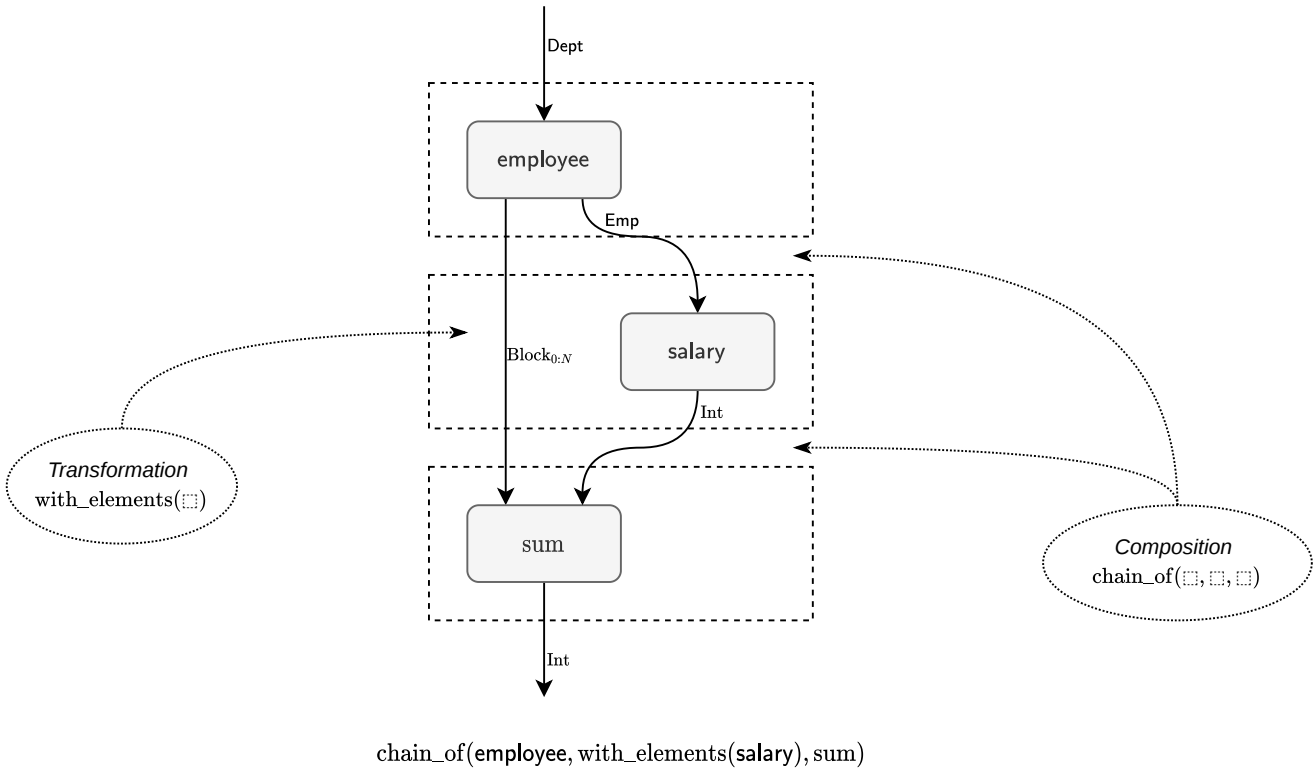 Dept
employee
Emp
Block₀:N
salary
Int
Transformation
with_elements(⬚)
sum
Composition
chain_of(⬚, ⬚, ⬚)
Int
chain_of(employee, with_elements(salary), sum)